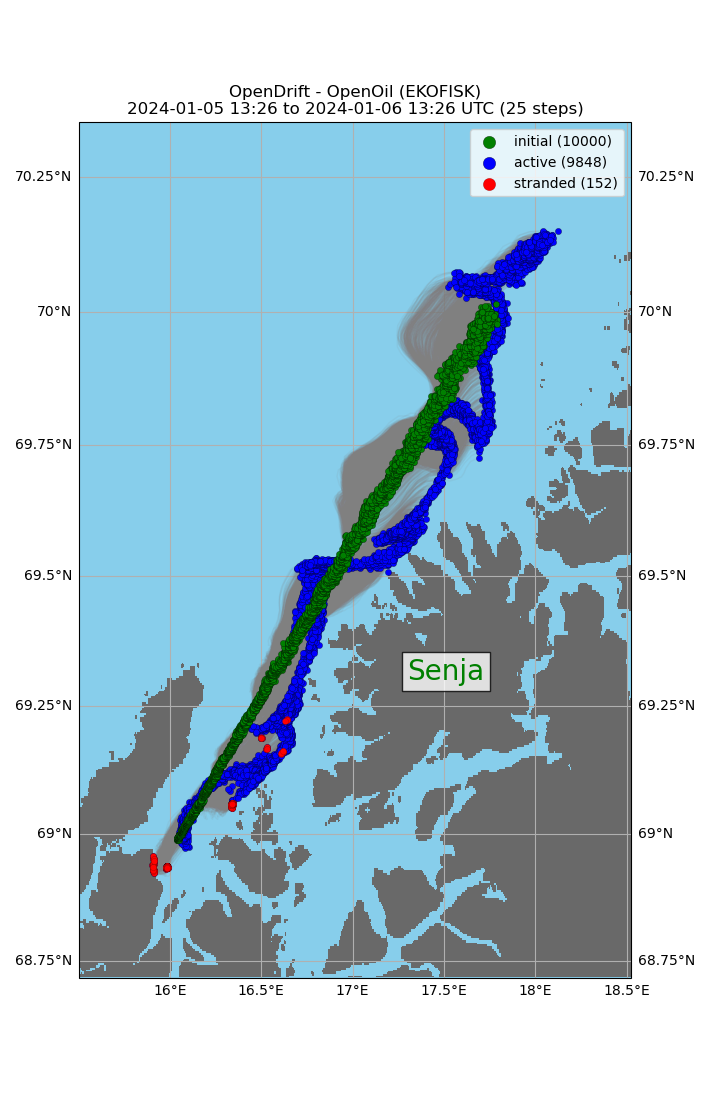 OpenDrift - OpenOil (EKOFISK)
2024-01-05 13:26 to 2024-01-06 13:26 UTC (25 steps)
initial (10000)
active (9848)
stranded (152)
70.25°N 70.25°N
70°N 70°N
69.75°N 69.75°N
69.5°N 69.5°N
Senja
69.25°N 69.25°N
69°N 69°N
68.75°N 68.75°N
16°E 16.5°E 17°E 17.5°E 18°E 18.5°E